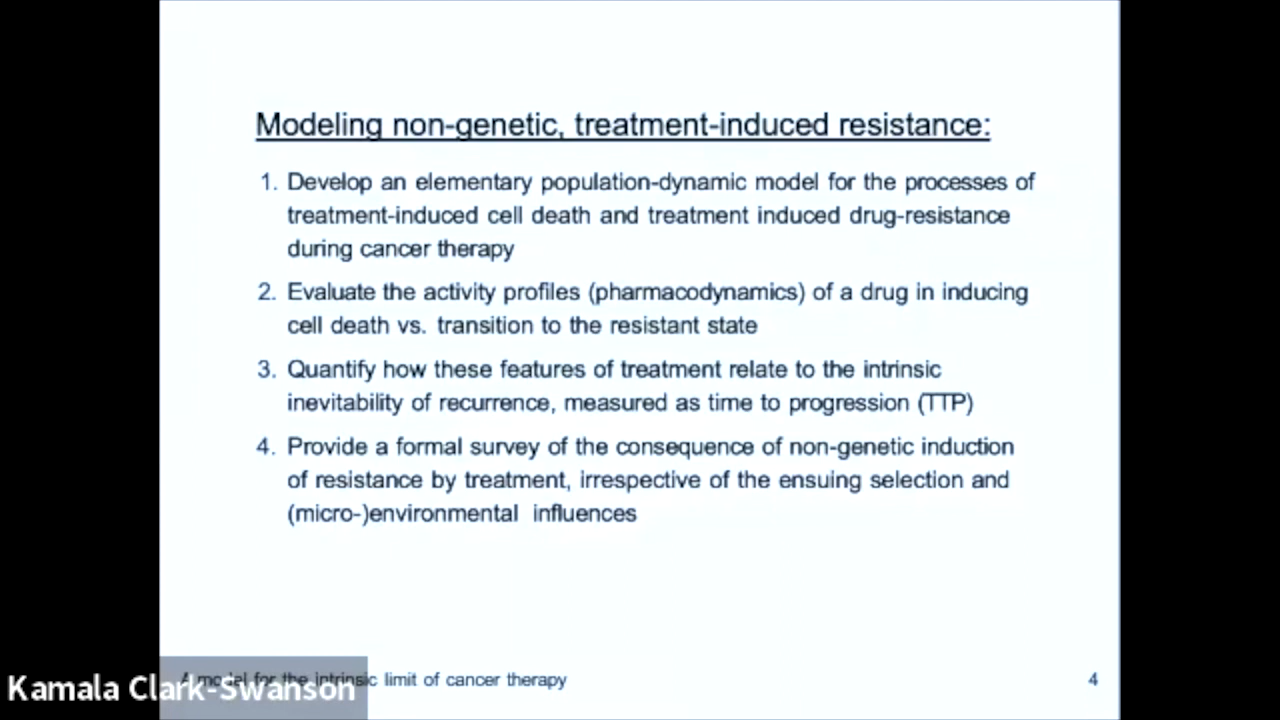 Modeling non-genetic, treatment-induced resistance:
1. Develop an elementary population-dynamic model for the processes of
treatment-induced cell death and treatment induced drug-resistance
during cancer therapy
2. Evaluate the activity profiles (pharmacodynamics) of a drug in inducing
cell death vs. transition to the resistant state
3. Quantify how these features of treatment relate to the intrinsic
inevitability of recurrence, measured as time to progression (TTP)
4. Provide a formal survey of the consequence of non-genetic induction
of resistance by treatment, irrespective of the ensuing selection and
(micro-)environmental influences
A model for the intrinsic limit of cancer therapy
4
Kamala Clark-Swanson